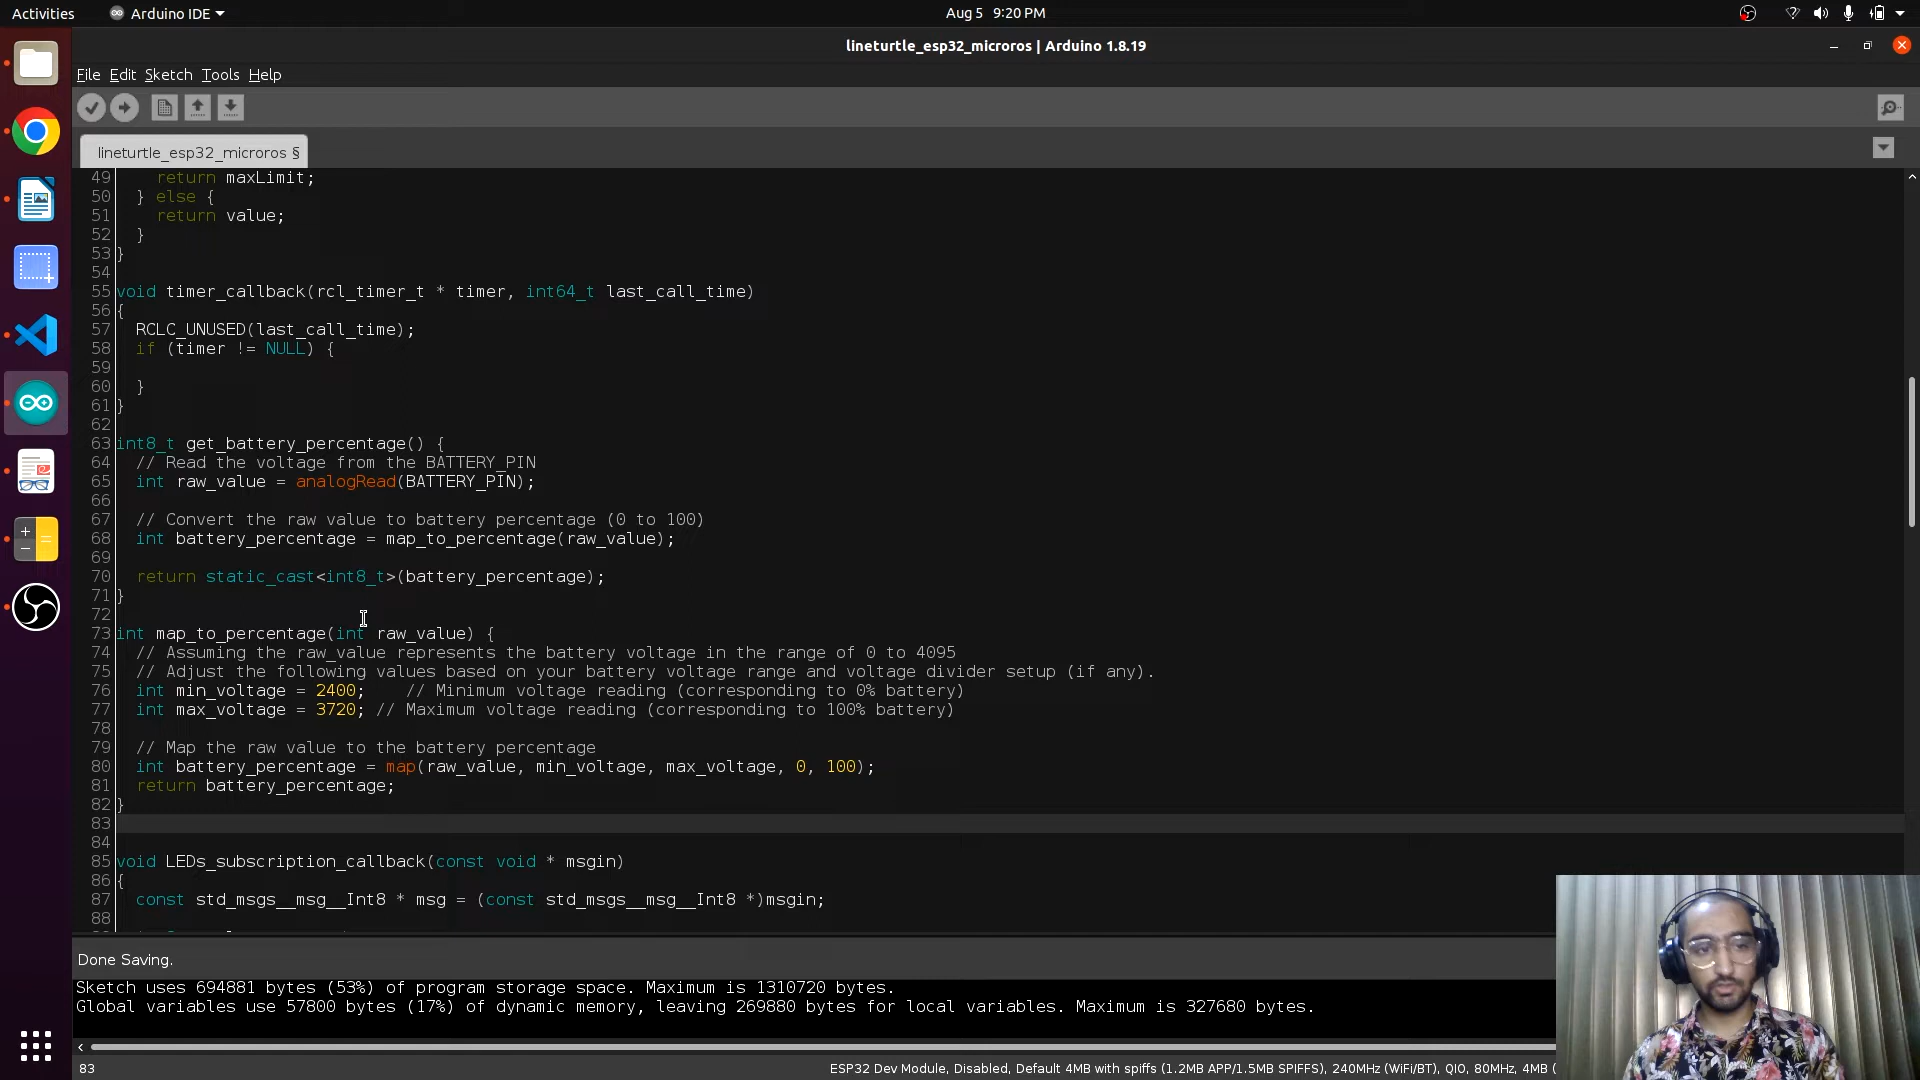 Activities
Arduino IDE
Aug 5 9:20 PM
lineturtle_esp32_microros | Arduino 1.8.19
File Edit Sketch Tools Help
lineturtle_esp32_microros §
49 return maxLimit;
50 } else {
51 return value;
52 }
53 }
54
55 void timer_callback(rcl_timer_t * timer, int64_t last_call_time)
56 {
57 RCLC_UNUSED(last_call_time);
58 if (timer != NULL) {
59
60 }
61 }
62
63 int8_t get_battery_percentage() {
64 // Read the voltage from the BATTERY_PIN
65 int raw_value = analogRead(BATTERY_PIN);
66
67 // Convert the raw value to battery percentage (0 to 100)
68 int battery_percentage = map_to_percentage(raw_value);
69
70 return static_cast<int8_t>(battery_percentage);
71 }
72
73 int map_to_percentage(int raw_value) {
74 // Assuming the raw_value represents the battery voltage in the range of 0 to 4095
75 // Adjust the following values based on your battery voltage range and voltage divider setup (if any).
76 int min_voltage = 2400; // Minimum voltage reading (corresponding to 0% battery)
77 int max_voltage = 3720; // Maximum voltage reading (corresponding to 100% battery)
78
79 // Map the raw value to the battery percentage
80 int battery_percentage = map(raw_value, min_voltage, max_voltage, 0, 100);
81 return battery_percentage;
82 }
83
84
85 void LEDs_subscription_callback(const void * msgin)
86 {
87 const std_msgs__msg__Int8 * msg = (const std_msgs__msg__Int8 *)msgin;
88
Done Saving.
Sketch uses 694881 bytes (53%) of program storage space. Maximum is 1310720 bytes.
Global variables use 57800 bytes (17%) of dynamic memory, leaving 269880 bytes for local variables. Maximum is 327680 bytes.
83
ESP32 Dev Module, Disabled, Default 4MB with spiffs (1.2MB APP/1.5MB SPIFFS), 240MHz (WiFi/BT), QIO, 80MHz, 4MB (